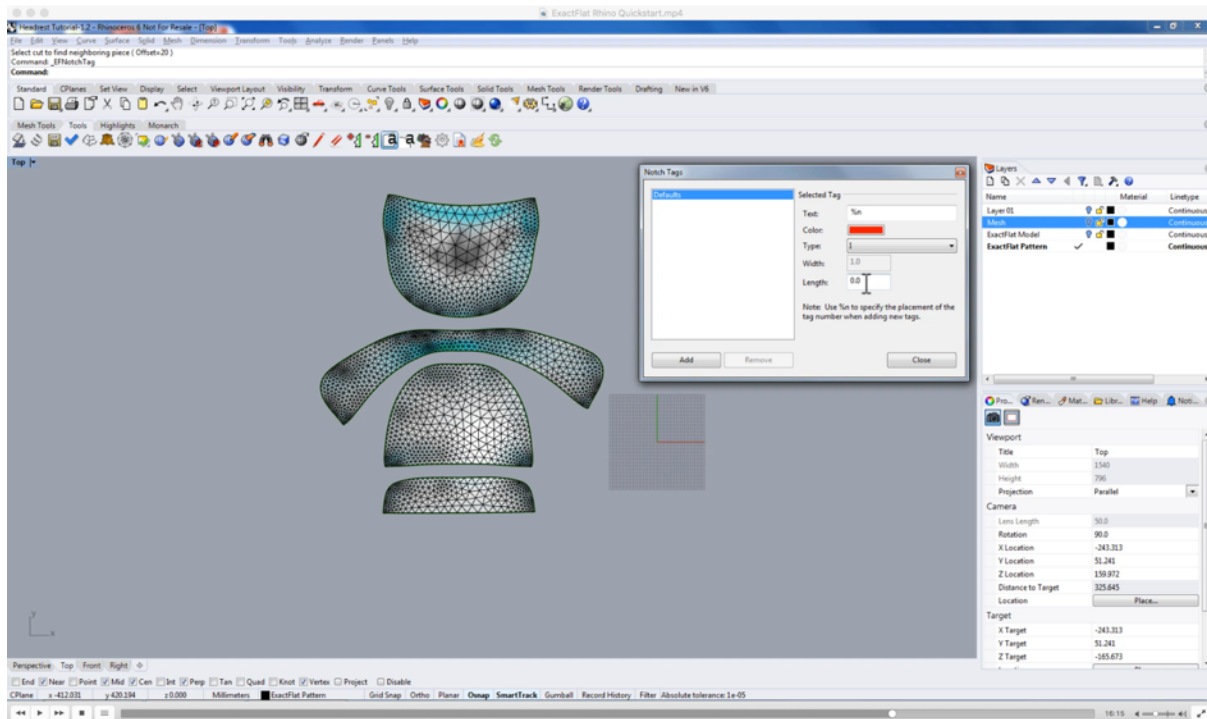 ExactFlat Rhino Quickstart.mp4
Headrest Tutorial-1.2 - Rhinoceros 6 Not For Resale - [Top]
File Edit View Curve Surface Solid Mesh Dimension Transform Tools Analyze Render Panels Help
Select cut to find neighboring piece ( Offset=20 )
Command: _EFNotchTag
Command:
Standard CPlanes Set View Display Select Viewport Layout Visibility Transform Curve Tools Surface Tools Solid Tools Mesh Tools Render Tools Drafting New in V6
Mesh Tools Tools Highlights Monarch
Top
Notch Tags
Defaults
Selected Tag
Text: %n
Color:
Type: I
Width: 1.0
Length: 0.0
Note: Use %n to specify the placement of the
tag number when adding new tags.
Add Remove Close
Layers
Name Material Linetype
Layer 01 Continuous
Mesh Continuous
ExactFlat Model Continuous
ExactFlat Pattern Continuous
Pro... Ren... Mat... Libr... Help Noti...
Viewport
Title Top
Width 1540
Height 796
Projection Parallel
Camera
Lens Length 50.0
Rotation 90.0
X Location -243.313
Y Location 51.241
Z Location 159.972
Distance to Target 325.645
Location Place...
Target
X Target -243.313
Y Target 51.241
Z Target -165.673
y
x
Perspective Top Front Right
End Near Point Mid Cen Int Perp Tan Quad Knot Vertex Project Disable
CPlane x -412.031 y 420.194 z 0.000 Millimeters ExactFlat Pattern Grid Snap Ortho Planar Osnap SmartTrack Gumball Record History Filter Absolute tolerance: 1e-05
16:15